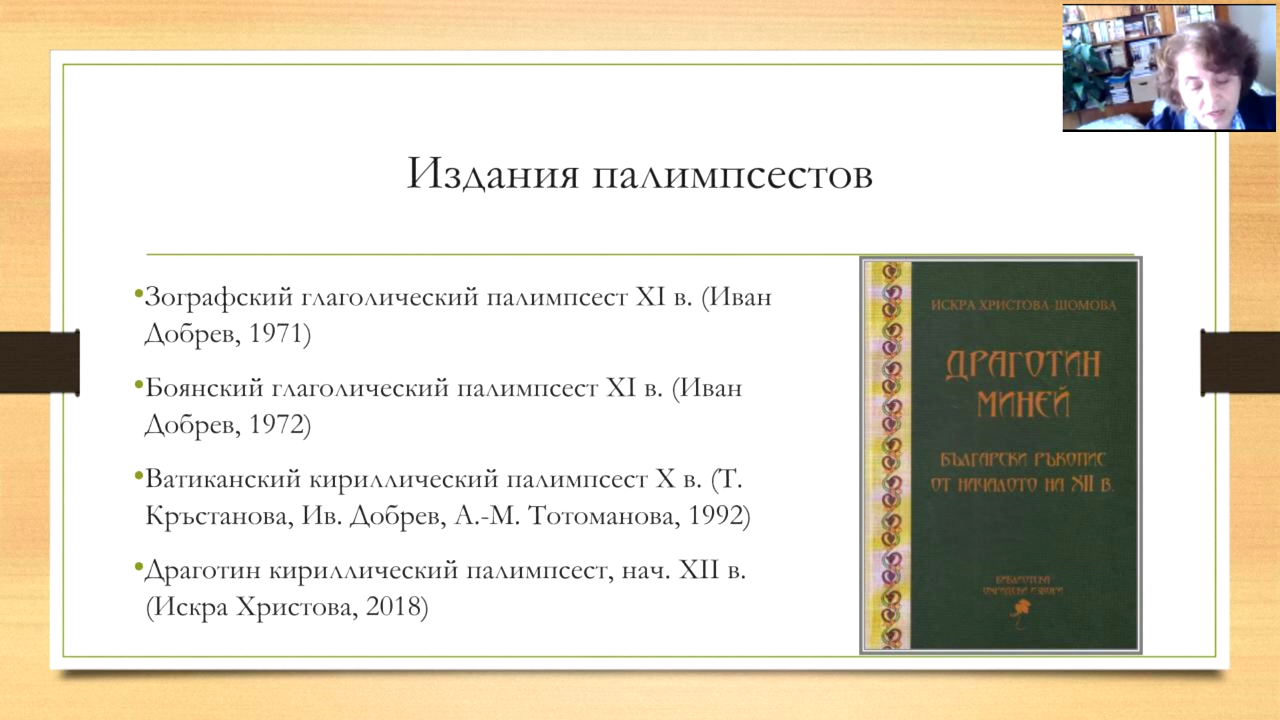 Издания палимпсестов
•Зографский глаголический палимпсест XI в. (Иван
Добрев, 1971)
•Боянский глаголический палимпсест XI в. (Иван
Добрев, 1972)
•Ватиканский кириллический палимпсест X в. (Т.
Кръстанова, Ив. Добрев, А.-М. Тотоманова, 1992)
•Драготин кириллический палимпсест, нач. XII в.
(Искра Христова, 2018)
ИСКРА ХРИСТОВА-ШОМОВА
ДРАГОТИН
МИНЕЙ
БЪЛГАРСКИ РЪКОПИС
ОТ НАЧАЛОТО НА XII В.
БИБЛИОТЕКА